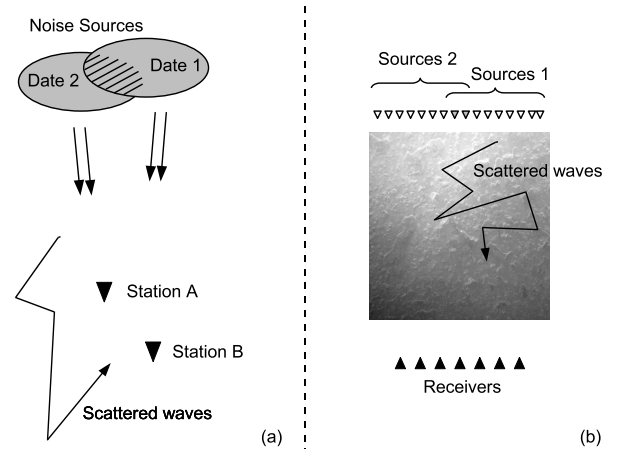 Noise Sources
Date 2
Date 1
Station A
Station B
Scattered waves
(a)
Sources 2
Sources 1
Scattered waves
Receivers
(b)